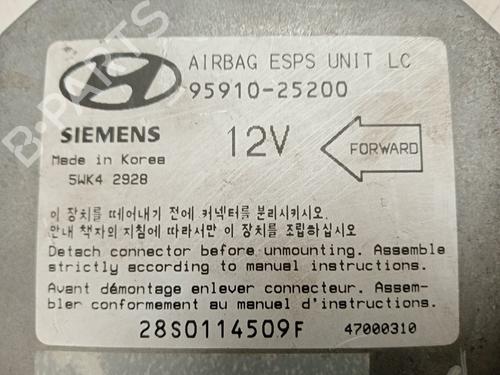 AIRBAG ESPS UNIT LC
95910-25200
SIEMENS
12V
FORWARD
Made in Korea
5WK4 2928
이 장치를 떼어내기 전에 커넥터를 분리시키시오.
안내 책자의 지침에 따라서만 이 장치를 조립하십시오
Detach connector before unmounting. Assemble
strictly according to manual instructions.
Avant démontage enlever connecteur. Assem-
bler conformement au manuel d'instructions.
28S0114509F
47000310
B-PARTS